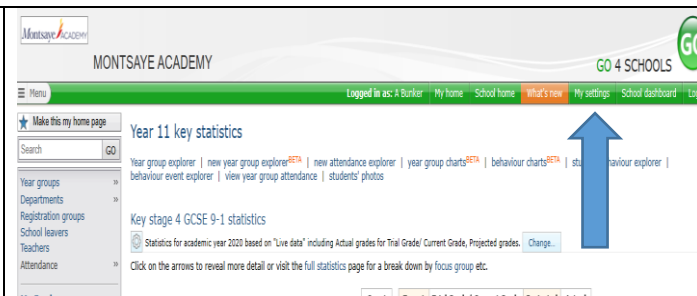 Montsaye ACADEMY
MONTSAYE ACADEMY
GO
GO 4 SCHOOLS
Menu
Logged in as: A Bunker My home School home What's new My settings School dashboard
Make this my home page
Search GO
Year groups »
Departments »
Registration groups
School leavers
Teachers
Attendance »
Year 11 key statistics
Year group explorer | new year group explorerBETA | new attendance explorer | year group chartsBETA | behaviour chartsBETA | explorer |
behaviour event explorer | view year group attendance | students' photos
Key stage 4 GCSE 9-1 statistics
Statistics for academic year 2020 based on "Live data" including Actual grades for Trial Grade/ Current Grade, Projected grades. Change...
Click on the arrows to reveal more detail or visit the full statistics page for a break down by focus group etc.